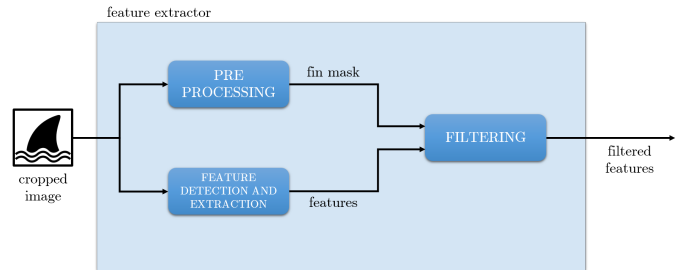 feature extractor
PRE
PROCESSING
fin mask
FILTERING
cropped
image
FEATURE
DETECTION AND
EXTRACTION
features
filtered
features